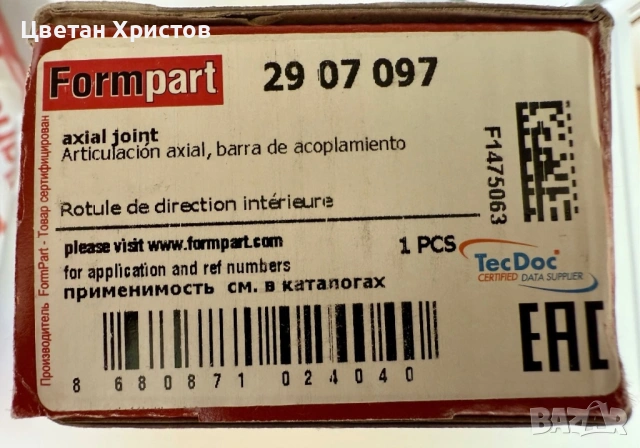 Цветан Христов
Formpart
29 07 097
axial joint
Articulación axial, barra de acoplamiento
Rotule de direction intérieure
please visit www.formpart.com
1 PCS
for application and ref numbers
применимость см. в каталогах
TecDoc
CERTIFIED DATA SUPPLIER
F1475063
EAC
8 680871 024040
Производитель FormPart - Товар сертифицирован
BAZAR